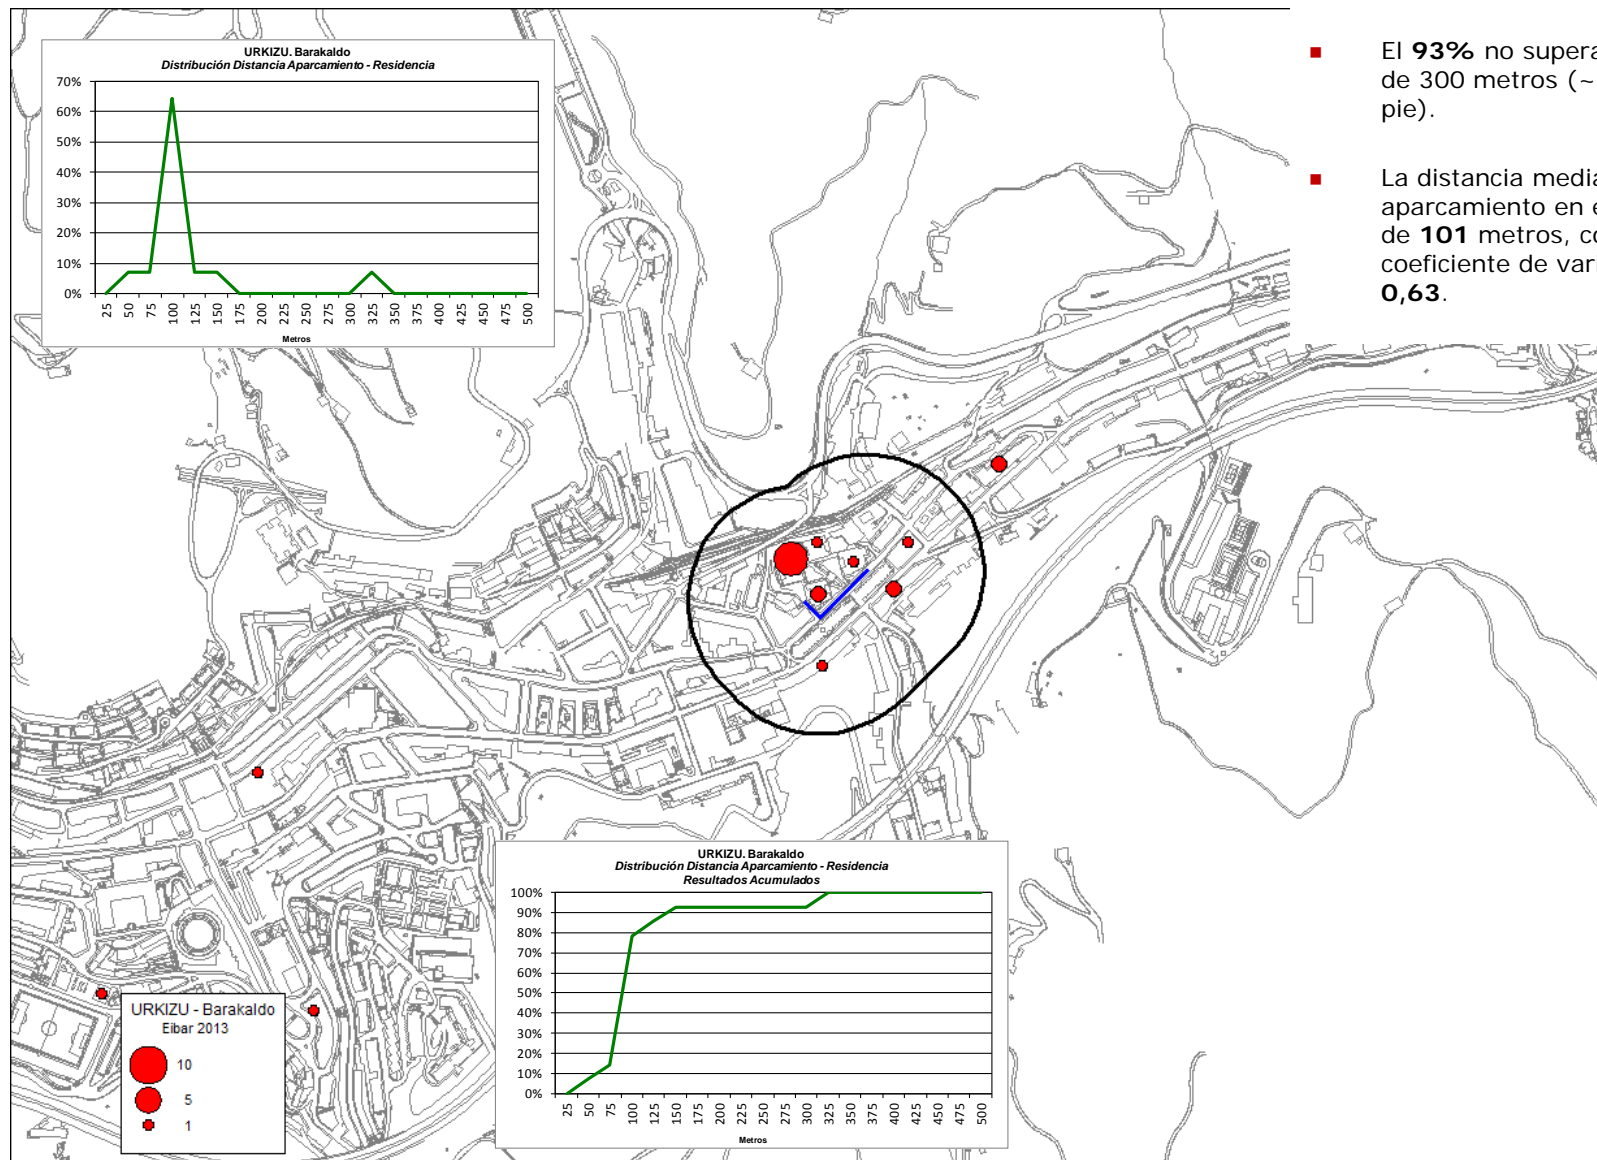 URKIZU. Barakaldo
Distribución Distancia Aparcamiento - Residencia
70%
60%
50%
40%
30%
20%
10%
0%
25 50 75 100 125 150 175 200 225 250 275 300 325 350 375 400 425 450 475 500
Metros
▪ El 93% no supera
de 300 metros (~
pie).
▪ La distancia media
aparcamiento en e
de 101 metros, co
coeficiente de vari
0,63.
URKIZU. Barakaldo
Distribución Distancia Aparcamiento - Residencia
Resultados Acumulados
100%
90%
80%
70%
60%
50%
40%
30%
20%
10%
0%
25 50 75 100 125 150 175 200 225 250 275 300 325 350 375 400 425 450 475 500
Metros
URKIZU - Barakaldo
Eibar 2013
10
5
1